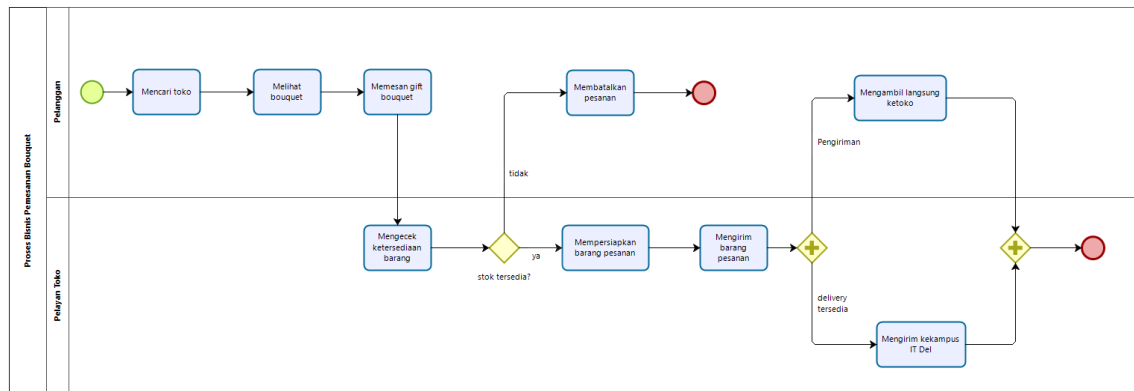 Proses Bisnis Pemesanan Bouquet
Pelanggan
Mencari toko
Melihat
bouquet
Memesan gift
bouquet
Membatalkan
pesanan
Mengambil langsung
ketoko
tidak
Pengiriman
Pelayan Toko
Mengecek
ketersediaan
barang
stok tersedia?
ya
Mempersiapkan
barang pesanan
Mengirim
barang
pesanan
delivery
tersedia
Mengirim kekampus
IT Del